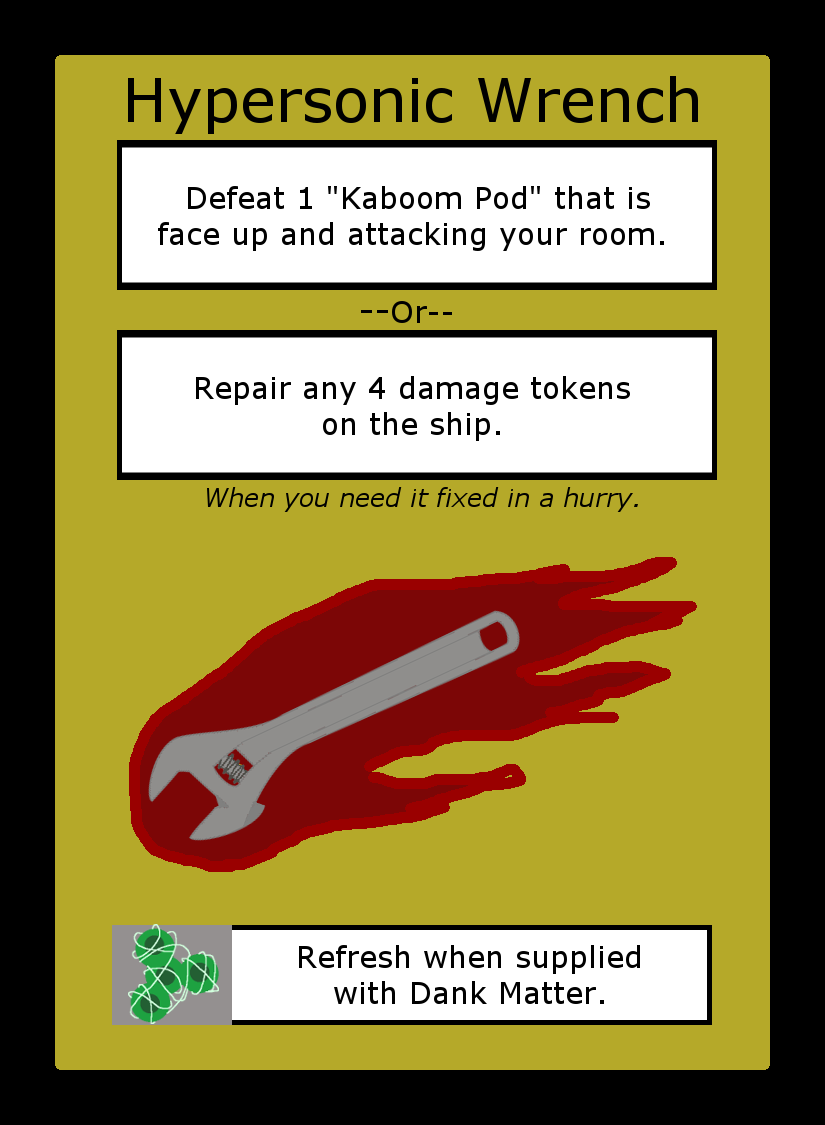 Hypersonic Wrench
Defeat 1 "Kaboom Pod" that is
face up and attacking your room.
--Or--
Repair any 4 damage tokens
on the ship.
When you need it fixed in a hurry.
Refresh when supplied
with Dank Matter.